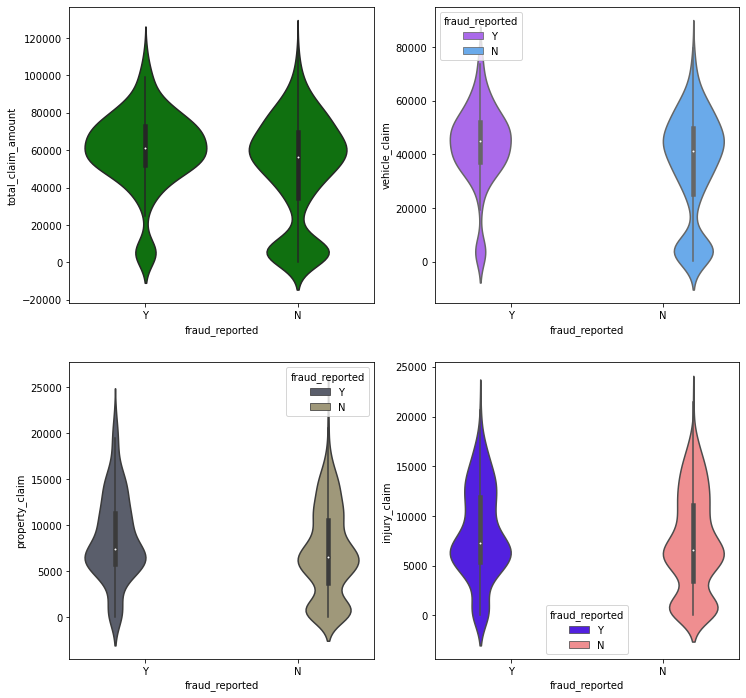 120000
100000
80000
60000
40000
20000
0
−20000
total_claim_amount
Y
N
fraud_reported
fraud_reported
Y
N
80000
60000
40000
20000
0
vehicle_claim
Y
N
fraud_reported
fraud_reported
Y
N
25000
20000
15000
10000
5000
0
property_claim
Y
N
fraud_reported
25000
20000
15000
10000
5000
0
injury_claim
fraud_reported
Y
N
Y
N
fraud_reported